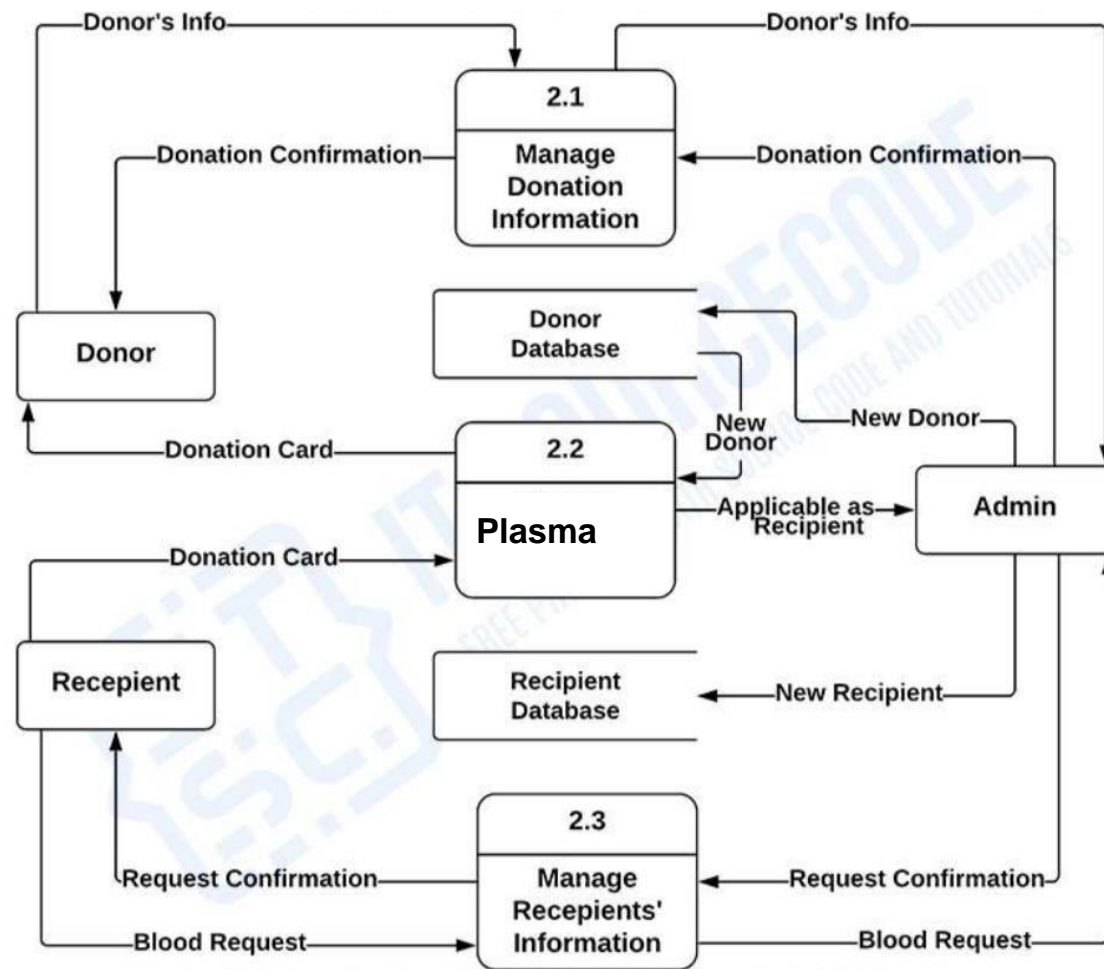 Donor's Info
Donor's Info
2.1
Manage
Donation
Information
Donation Confirmation
Donation Confirmation
Donor
Donor
Database
New
Donor
New Donor
Donation Card
2.2
Plasma
Applicable as
Recipient
Admin
Donation Card
Recepient
Recipient
Database
New Recipient
2.3
Manage
Recepients'
Information
Request Confirmation
Request Confirmation
Blood Request
Blood Request